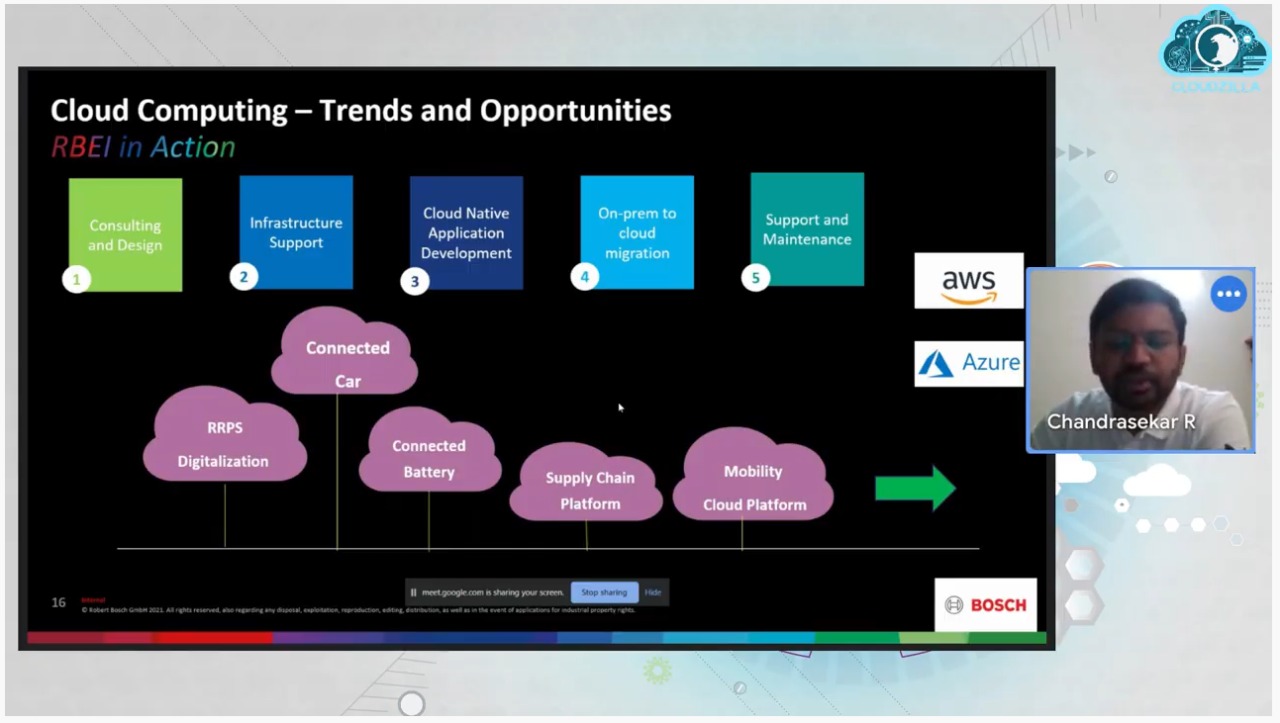 CLOUDZILLA
Cloud Computing – Trends and Opportunities
RBEI in Action
Consulting
and Design
1
Infrastructure
Support
2
Cloud Native
Application
Development
3
On-prem to
cloud
migration
4
Support and
Maintenance
5
aws
Azure
Chandrasekar R
Connected
Car
RRPS
Digitalization
Connected
Battery
Supply Chain
Platform
Mobility
Cloud Platform
meet.google.com is sharing your screen.
Stop sharing
Hide
16
External
© Robert Bosch GmbH 2021. All rights reserved, also regarding any disposal, exploitation, reproduction, editing, distribution, as well as in the event of applications for industrial property rights.
BOSCH